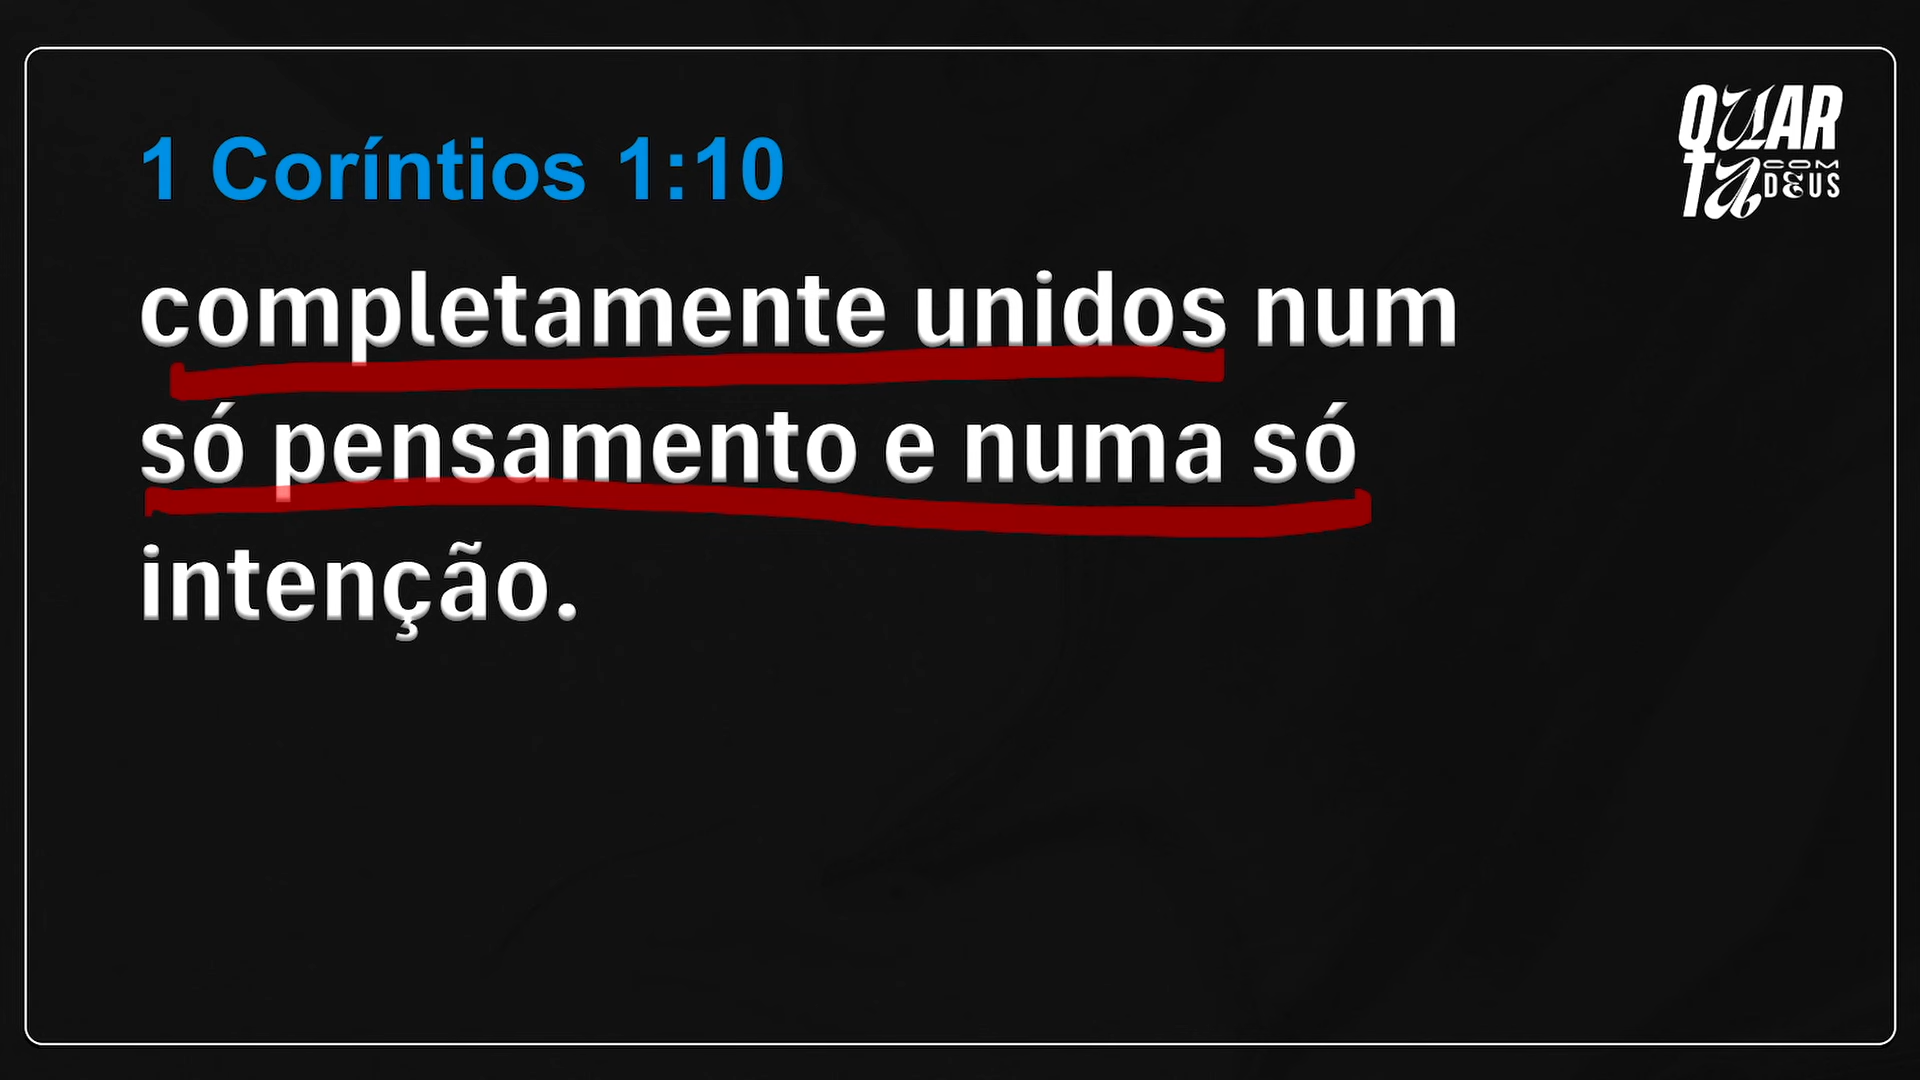 1 Coríntios 1:10
QUAR
TA COM
DEUS
completamente unidos num
só pensamento e numa só
intenção.